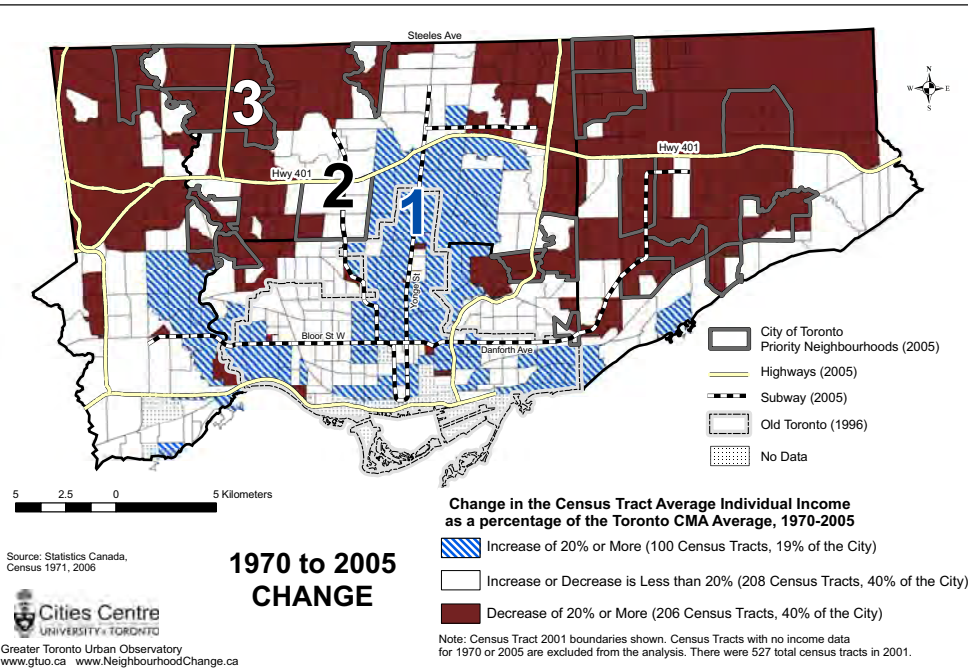 Steeles Ave
N
W E
S
3
Hwy 401
Hwy 401
2
1
Yonge St
Bloor St W
Danforth Ave
City of Toronto
Priority Neighbourhoods (2005)
Highways (2005)
Subway (2005)
Old Toronto (1996)
No Data
5 2.5 0 5 Kilometers
Change in the Census Tract Average Individual Income
as a percentage of the Toronto CMA Average, 1970-2005
Increase of 20% or More (100 Census Tracts, 19% of the City)
Increase or Decrease is Less than 20% (208 Census Tracts, 40% of the City)
Decrease of 20% or More (206 Census Tracts, 40% of the City)
Note: Census Tract 2001 boundaries shown. Census Tracts with no income data
for 1970 or 2005 are excluded from the analysis. There were 527 total census tracts in 2001.
1970 to 2005
CHANGE
Source: Statistics Canada,
Census 1971, 2006
Cities Centre
UNIVERSITY OF TORONTO
Greater Toronto Urban Observatory
www.gtuo.ca www.NeighbourhoodChange.ca